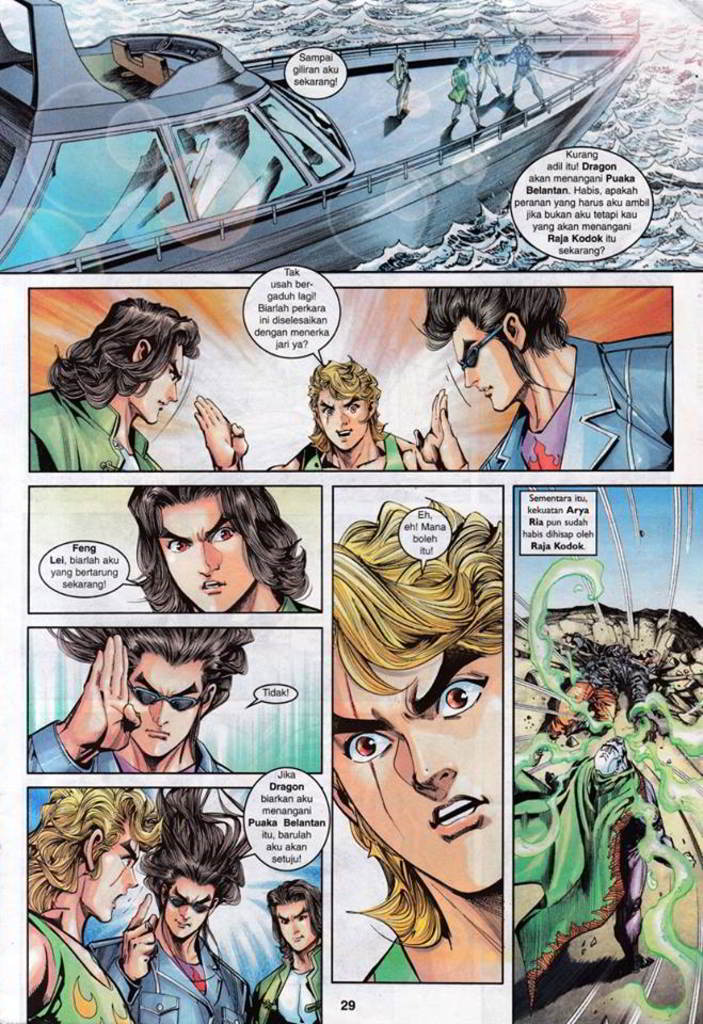 Sampai
giliran aku
sekarang!
Kurang
adil itu! Dragon
akan menangani Puaka
Belantan. Habis, apakah
peranan yang harus aku ambil
jika bukan aku tetapi kau
yang akan menangani
Raja Kodok itu
sekarang?
Tak
usah ber-
gaduh lagi!
Biarlah perkara
ini diselesaikan
dengan menerka
jari ya?
Feng
Lei, biarlah aku
yang bertarung
sekarang!
Eh,
eh! Mana
boleh
itu!
Sementara itu,
kekuatan Arya
Ria pun sudah
habis dihisap oleh
Raja Kodok.
Tidak!
Jika
Dragon
biarkan aku
menangani
Puaka Belantan
itu, barulah
aku akan
setuju!
29